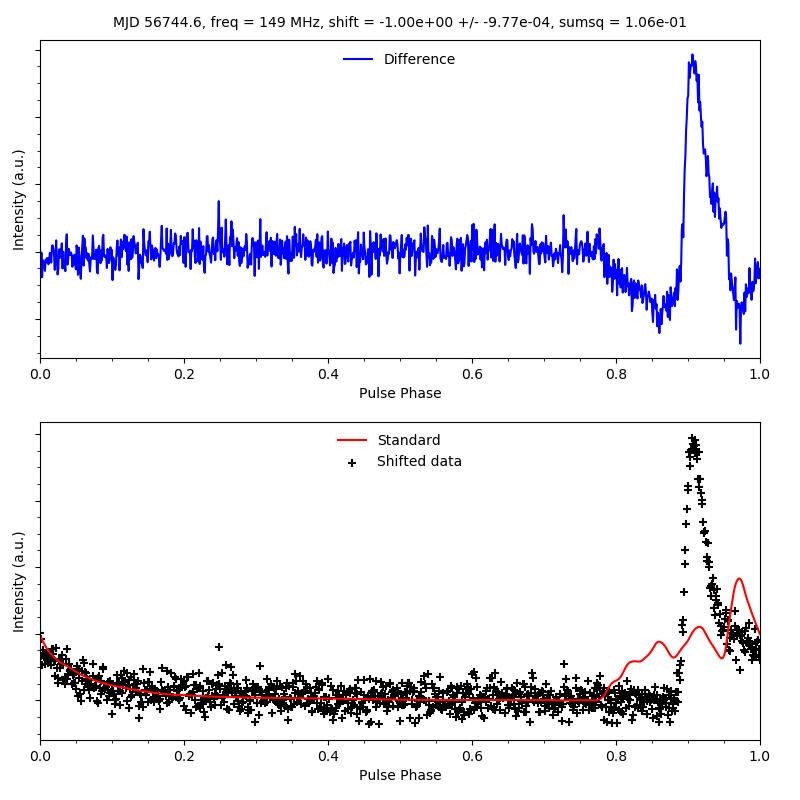 MJD 56744.6, freq = 149 MHz, shift = -1.00e+00 +/- -9.77e-04, sumsq = 1.06e-01
Difference
Intensity (a.u.)
0.0 0.2 0.4 0.6 0.8 1.0
Pulse Phase
Standard
Shifted data
Intensity (a.u.)
0.0 0.2 0.4 0.6 0.8 1.0
Pulse Phase